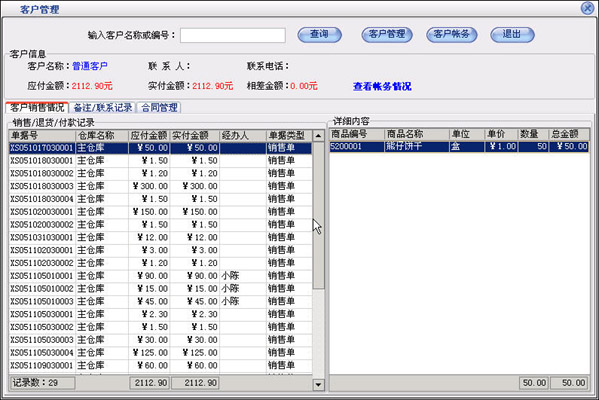 客户管理
输入客户名称或编号： 查询 客户管理 客户帐务 退出
客户信息
客户名称：普通客户 联 系 人： 联系电话：
应付金额：2112.90元 实付金额：2112.90元 相差金额：0.00元 查看帐务情况
客户销售情况 备注/联系记录 合同管理
销售/退货/付款记录
单据号 仓库名称 应付金额 实付金额 经办人 单据类型
XS051017030001 主仓库 ￥50.00 ￥50.00 销售单
XS051018030001 主仓库 ￥1.50 ￥1.50 销售单
XS051018030002 主仓库 ￥1.20 ￥1.20 销售单
XS051018030003 主仓库 ￥300.00 ￥300.00 销售单
XS051018030004 主仓库 ￥1.50 ￥1.50 销售单
XS051020030001 主仓库 ￥150.00 ￥150.00 销售单
XS051020030002 主仓库 ￥1.50 ￥1.50 销售单
XS051031030001 主仓库 ￥12.00 ￥12.00 销售单
XS051102030001 主仓库 ￥3.00 ￥3.00 销售单
XS051102030002 主仓库 ￥1.20 ￥1.20 销售单
XS051105010001 主仓库 ￥90.00 ￥90.00 小陈 销售单
XS051105010002 主仓库 ￥15.00 ￥15.00 小陈 销售单
XS051105010003 主仓库 ￥45.00 ￥45.00 小陈 销售单
XS051105030001 主仓库 ￥2.30 ￥2.30 销售单
XS051105030002 主仓库 ￥1.50 ￥1.50 销售单
XS051105030003 主仓库 ￥30.00 ￥30.00 销售单
XS051105030004 主仓库 ￥125.00 ￥125.00 销售单
XS051109030001 主仓库 ￥60.00 ￥60.00 销售单
记录数：29 2112.90 2112.90
详细内容
商品编号 商品名称 单位 单价 数量 总金额
5200001 熊仔饼干 盒 ￥1.00 50 ￥50.00
50.00 50.00